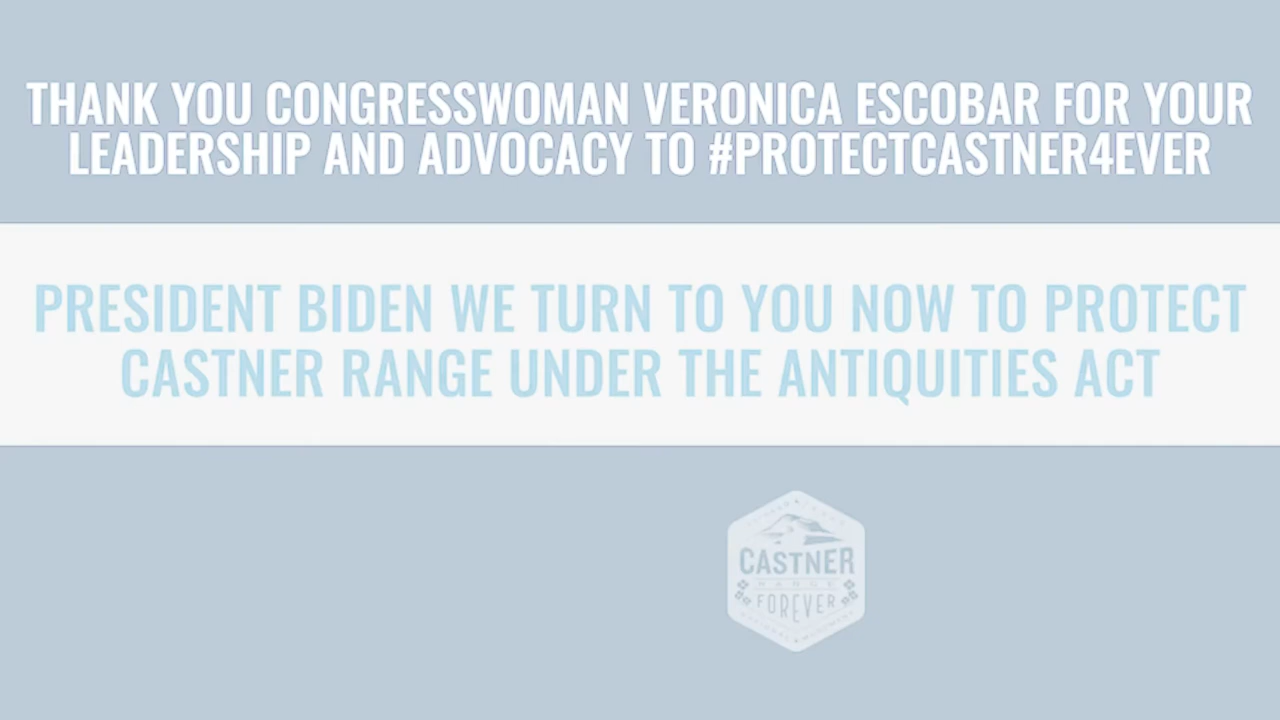 THANK YOU CONGRESSWOMAN VERONICA ESCOBAR FOR YOUR
LEADERSHIP AND ADVOCACY TO #PROTECTCASTNER4EVER
PRESIDENT BIDEN WE TURN TO YOU NOW TO PROTECT
CASTNER RANGE UNDER THE ANTIQUITIES ACT
CASTNER
RANGE
FOREVER